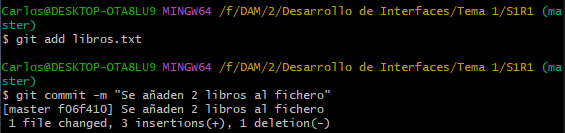 Carlos@DESKTOP-OTA8LU9 MINGW64 /f/DAM/2/Desarrollo de Interfaces/Tema 1/S1R1 (ma
ster)
$ git add libros.txt
Carlos@DESKTOP-OTA8LU9 MINGW64 /f/DAM/2/Desarrollo de Interfaces/Tema 1/S1R1 (ma
ster)
$ git commit -m "Se añaden 2 libros al fichero"
[master f06f410] Se añaden 2 libros al fichero
 1 file changed, 3 insertions(+), 1 deletion(-)